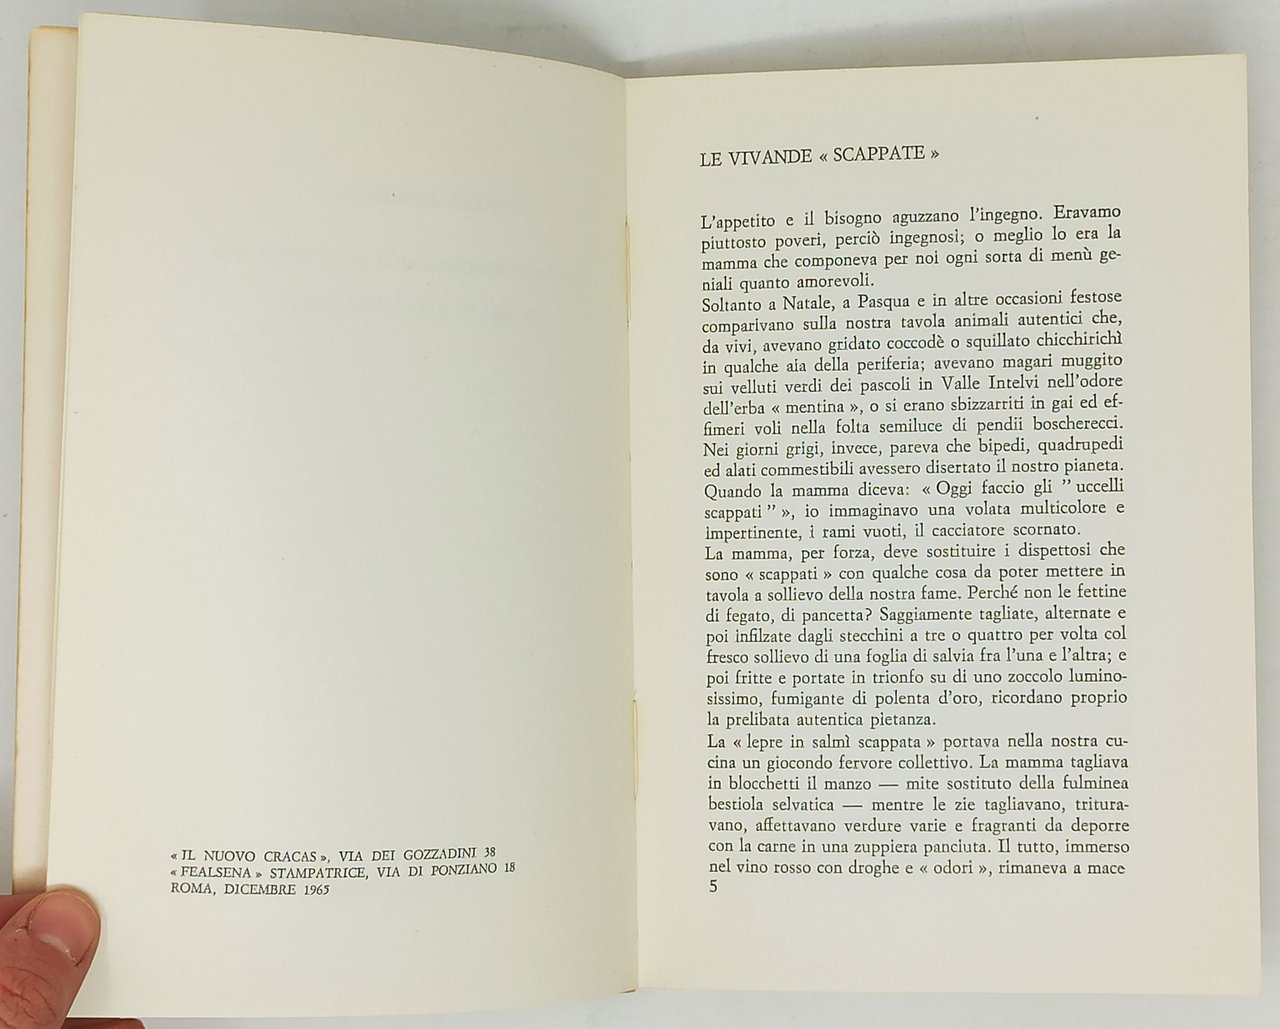 « IL NUOVO CRACAS », VIA DEI GOZZADINI 38
« FEALSENA » STAMPATRICE, VIA DI PONZIANO 18
ROMA, DICEMBRE 1965
LE VIVANDE « SCAPPATE »
L'appetito e il bisogno aguzzano l'ingegno. Eravamo
piuttosto poveri, perciò ingegnosi; o meglio lo era la
mamma che componeva per noi ogni sorta di menù ge-
niali quanto amorevoli.
Soltanto a Natale, a Pasqua e in altre occasioni festose
comparivano sulla nostra tavola animali autentici che,
da vivi, avevano gridato coccodè o squillato chicchirichì
in qualche aia della periferia; avevano magari muggito
sui velluti verdi dei pascoli in Valle Intelvi nell'odore
dell'erba « mentina », o si erano sbizzarriti in gai ed ef-
fimeri voli nella folta semiluce di pendii boscherecci.
Nei giorni grigi, invece, pareva che bipedi, quadrupedi
ed alati commestibili avessero disertato il nostro pianeta.
Quando la mamma diceva: « Oggi faccio gli ” uccelli
scappati ” », io immaginavo una volata multicolore e
impertinente, i rami vuoti, il cacciatore scornato.
La mamma, per forza, deve sostituire i dispettosi che
sono « scappati » con qualche cosa da poter mettere in
tavola a sollievo della nostra fame. Perché non le fettine
di fegato, di pancetta? Saggiamente tagliate, alternate e
poi infilzate dagli stecchini a tre o quattro per volta col
fresco sollievo di una foglia di salvia fra l'una e l'altra; e
poi fritte e portate in trionfo su di uno zoccolo lumino-
sissimo, fumigante di polenta d'oro, ricordano proprio
la prelibata autentica pietanza.
La « lepre in salmì scappata » portava nella nostra cu-
cina un giocondo fervore collettivo. La mamma tagliava
in blocchetti il manzo — mite sostituto della fulminea
bestiola selvatica — mentre le zie tagliavano, tritura-
vano, affettavano verdure varie e fragranti da deporre
con la carne in una zuppiera panciuta. Il tutto, immerso
nel vino rosso con droghe e « odori », rimaneva a mace
5